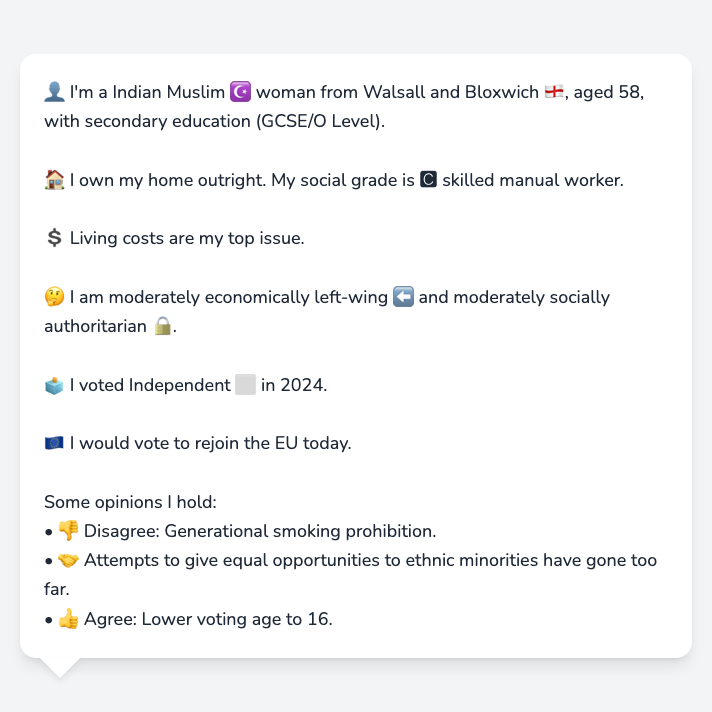 👤 I'm a Indian Muslim ☪️ woman from Walsall and Bloxwich 🏴󠁧󠁢󠁥󠁮󠁧󠁿, aged 58,
with secondary education (GCSE/O Level).
🏠 I own my home outright. My social grade is 🅲 skilled manual worker.
💲 Living costs are my top issue.
🤔 I am moderately economically left-wing ⬅️ and moderately socially
authoritarian 🔒.
🗳️ I voted Independent ⬜ in 2024.
🇪🇺 I would vote to rejoin the EU today.
Some opinions I hold:
• 👎 Disagree: Generational smoking prohibition.
• 🤝 Attempts to give equal opportunities to ethnic minorities have gone too
far.
• 👍 Agree: Lower voting age to 16.